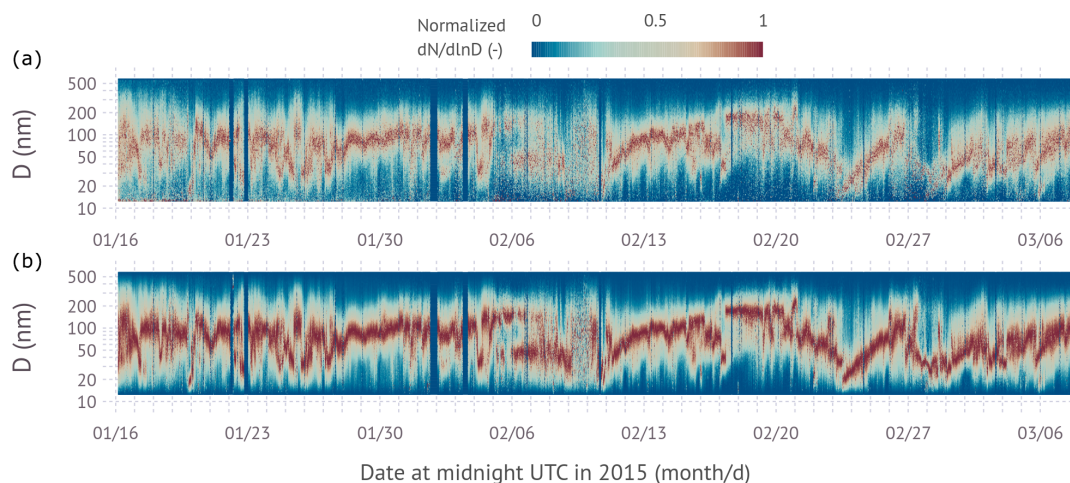 Normalized
dN/dlnD (-)
0 0.5 1
(a)
D (nm)
500
200
100
50
20
10
01/16 01/23 01/30 02/06 02/13 02/20 02/27 03/06
(b)
D (nm)
500
200
100
50
20
10
01/16 01/23 01/30 02/06 02/13 02/20 02/27 03/06
Date at midnight UTC in 2015 (month/d)